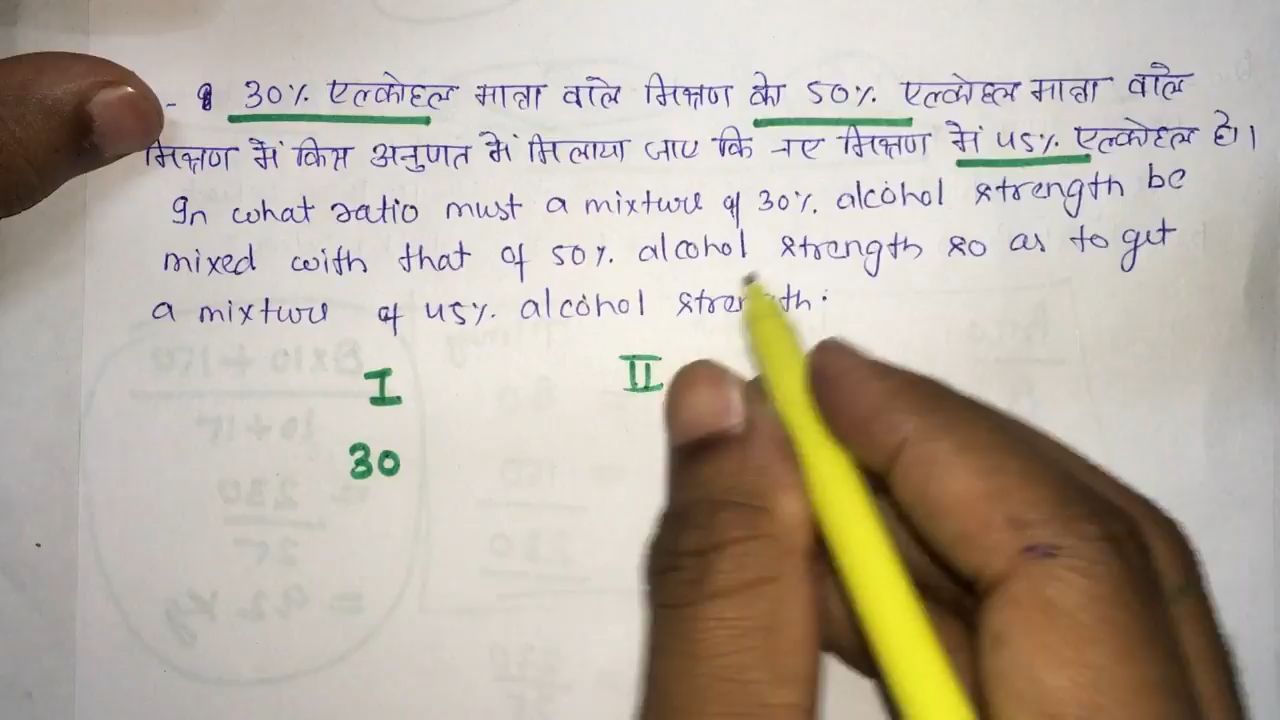 30% एल्कोहल मात्रा वाले मिश्रण को 50% एल्कोहल मात्रा वाले
मिश्रण में किस अनुपात में मिलाया जाए कि नए मिश्रण में 45% एल्कोहल हो।
In what ratio must a mixture of 30% alcohol strength be
mixed with that of 50% alcohol strength so as to get
a mixture of 45% alcohol strength.
I II
30